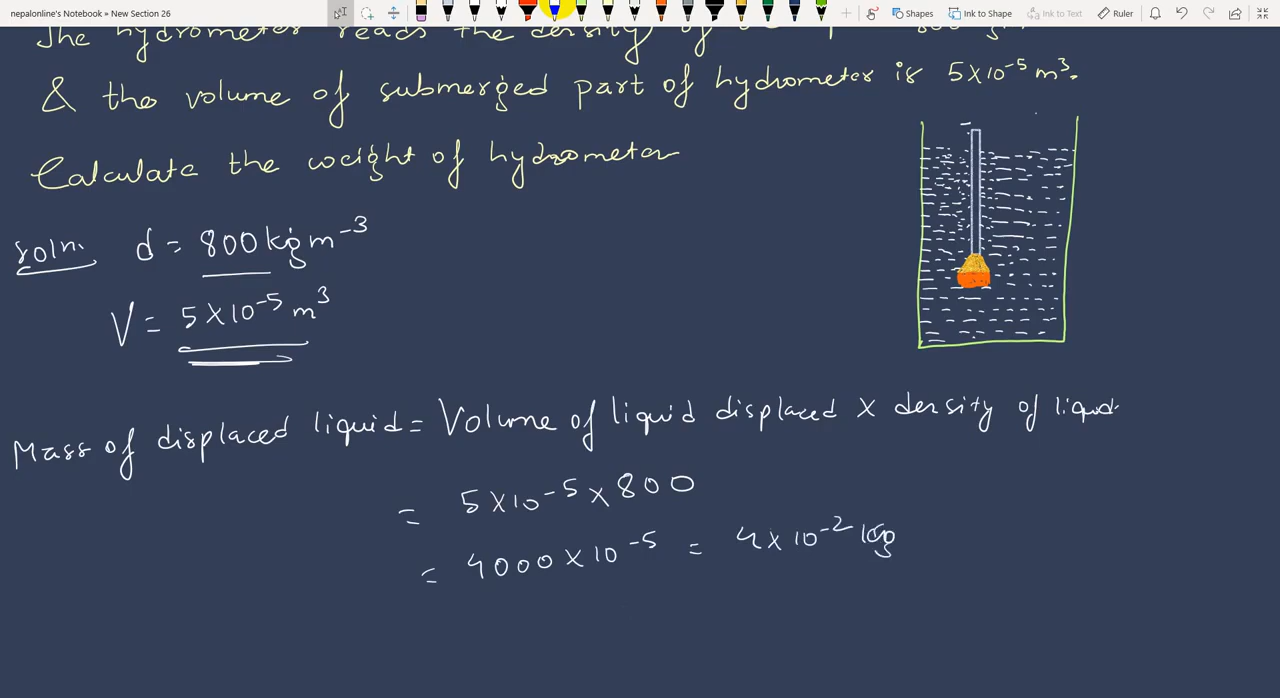 nepalonline's Notebook » New Section 26
Shapes Ink to Shape Ink to Text Ruler
The hydrometer reads the density of
& the volume of submerged part of hydrometer is 5×10⁻⁵ m³.
Calculate the weight of hydrometer
soln. d = 800 kg m⁻³
V = 5×10⁻⁵ m³
Mass of displaced liquid = Volume of liquid displaced × density of liquid
= 5×10⁻⁵ × 800
= 4000 × 10⁻⁵ = 4×10⁻² kg